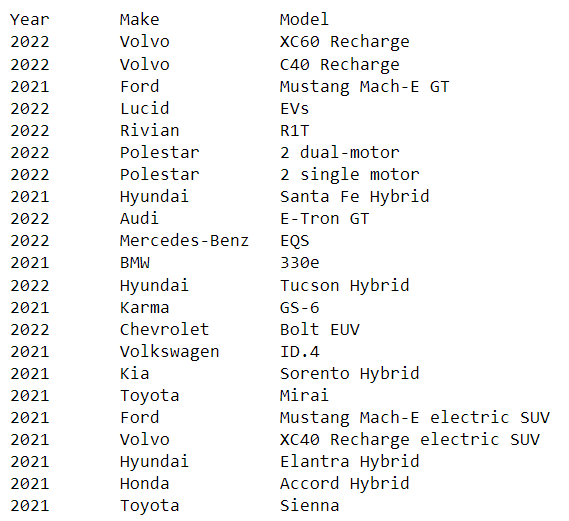 Year Make Model
2022 Volvo XC60 Recharge
2022 Volvo C40 Recharge
2021 Ford Mustang Mach-E GT
2022 Lucid EVs
2022 Rivian R1T
2022 Polestar 2 dual-motor
2022 Polestar 2 single motor
2021 Hyundai Santa Fe Hybrid
2022 Audi E-Tron GT
2022 Mercedes-Benz EQS
2021 BMW 330e
2022 Hyundai Tucson Hybrid
2021 Karma GS-6
2022 Chevrolet Bolt EUV
2021 Volkswagen ID.4
2021 Kia Sorento Hybrid
2021 Toyota Mirai
2021 Ford Mustang Mach-E electric SUV
2021 Volvo XC40 Recharge electric SUV
2021 Hyundai Elantra Hybrid
2021 Honda Accord Hybrid
2021 Toyota Sienna